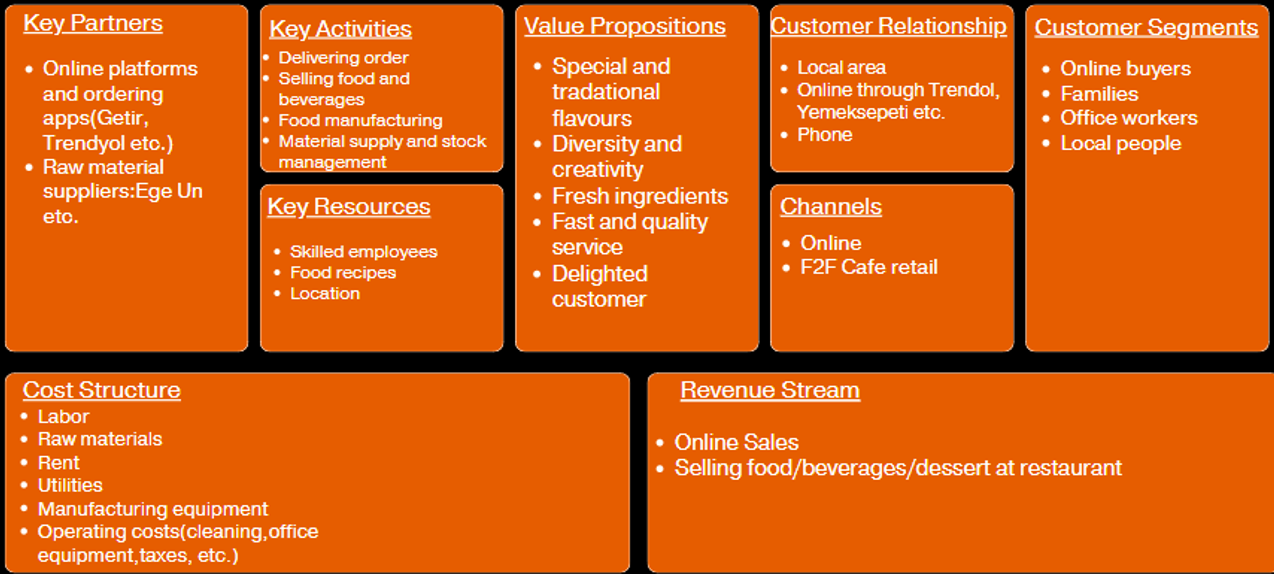 Key Partners
Online platforms
and ordering
apps(Getir,
Trendyol etc.)
Raw material
suppliers:Ege Un
etc.
Key Activities
Delivering order
Selling food and
beverages
Food manufacturing
Material supply and stock
management
Key Resources
Skilled employees
Food recipes
Location
Value Propositions
Special and
tradational
flavours
Diversity and
creativity
Fresh ingredients
Fast and quality
service
Delighted
customer
Customer Relationship
Local area
Online through Trendol,
Yemeksepeti etc.
Phone
Channels
Online
F2F Cafe retail
Customer Segments
Online buyers
Families
Office workers
Local people
Cost Structure
Labor
Raw materials
Rent
Utilities
Manufacturing equipment
Operating costs(cleaning,office
equipment,taxes, etc.)
Revenue Stream
Online Sales
Selling food/beverages/dessert at restaurant